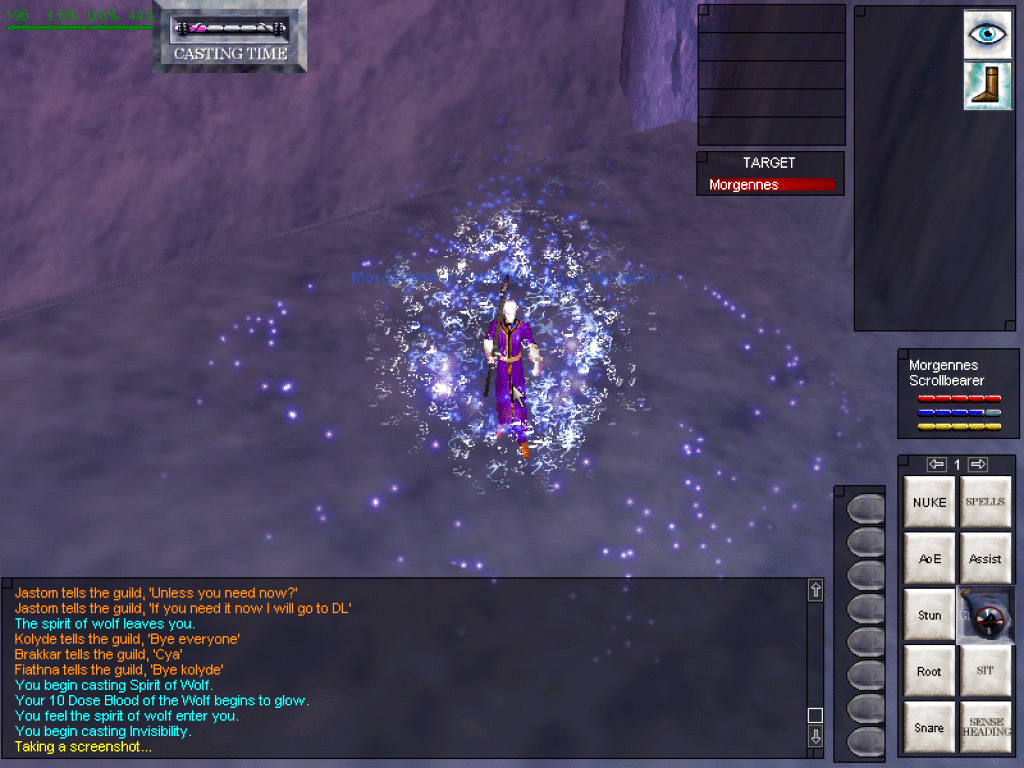 CASTING TIME
TARGET
Morgennes
Morgennes
Scrollbearer
1
NUKE
SPELLS
AoE
Assist
Stun
Root
SIT
Snare
SENSE
HEADING
Jastom tells the guild, 'Unless you need now?'
Jastom tells the guild, 'If you need it now I will go to DL'
The spirit of wolf leaves you.
Kolyde tells the guild, 'Bye everyone'
Brakkar tells the guild, 'Cya'
Fiathna tells the guild, 'Bye kolyde'
You begin casting Spirit of Wolf.
Your 10 Dose Blood of the Wolf begins to glow.
You feel the spirit of wolf enter you.
You begin casting Invisibility.
Taking a screenshot...